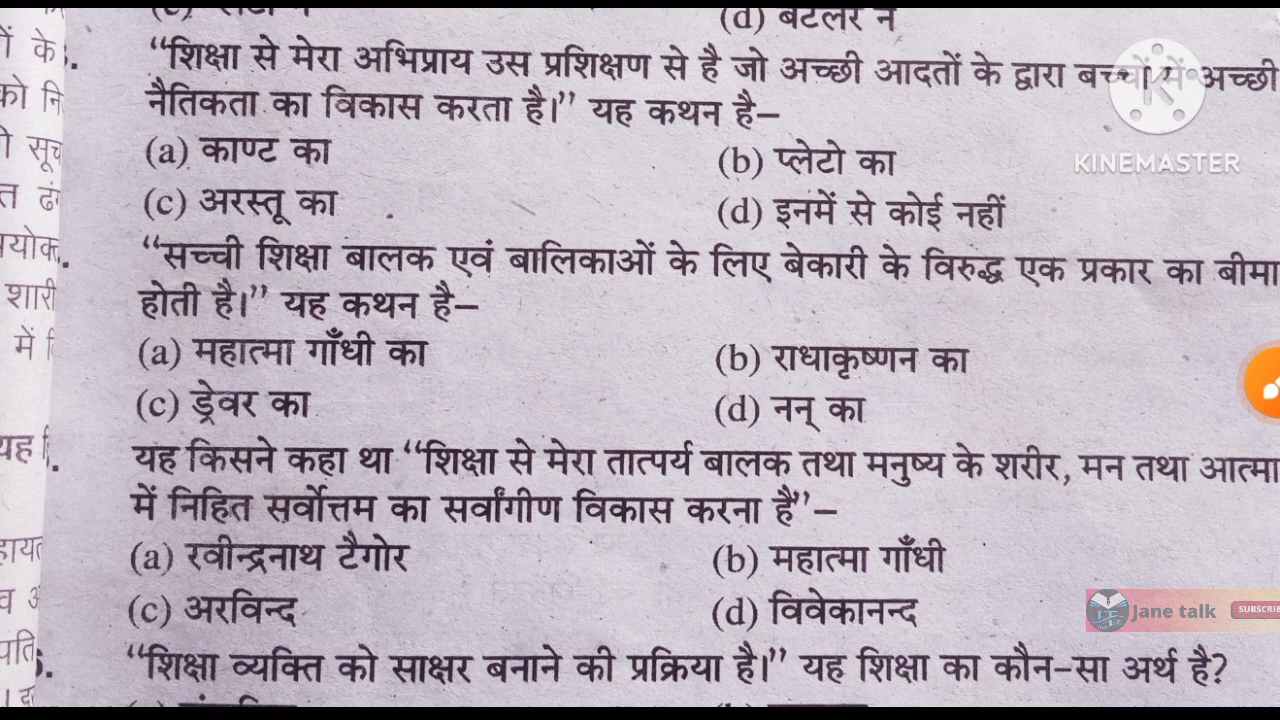 (d) बटलर ने
“शिक्षा से मेरा अभिप्राय उस प्रशिक्षण से है जो अच्छी आदतों के द्वारा बच्चों में अच्छी
नैतिकता का विकास करता है।” यह कथन है–
(a) काण्ट का (b) प्लेटो का
(c) अरस्तू का (d) इनमें से कोई नहीं
“सच्ची शिक्षा बालक एवं बालिकाओं के लिए बेकारी के विरुद्ध एक प्रकार का बीमा
होती है।” यह कथन है–
(a) महात्मा गाँधी का (b) राधाकृष्णन का
(c) ड्रेवर का (d) नन् का
यह किसने कहा था “शिक्षा से मेरा तात्पर्य बालक तथा मनुष्य के शरीर, मन तथा आत्मा
में निहित सर्वोत्तम का सर्वांगीण विकास करना है”–
(a) रवीन्द्रनाथ टैगोर (b) महात्मा गाँधी
(c) अरविन्द (d) विवेकानन्द
“शिक्षा व्यक्ति को साक्षर बनाने की प्रक्रिया है।” यह शिक्षा का कौन-सा अर्थ है?
KINEMASTER
Jane talk